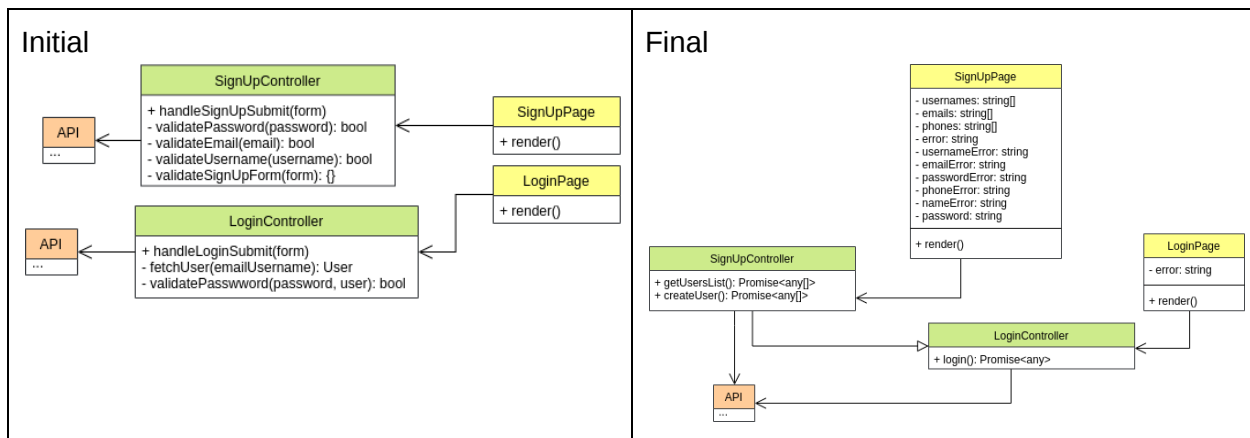 Initial
SignUpController
+ handleSignUpSubmit(form)
- validatePassword(password): bool
- validateEmail(email): bool
- validateUsername(username): bool
- validateSignUpForm(form): {}
API
...
SignUpPage
+ render()
LoginPage
+ render()
LoginController
+ handleLoginSubmit(form)
- fetchUser(emailUsername): User
- validatePasswword(password, user): bool
API
...
Final
SignUpPage
- usernames: string[]
- emails: string[]
- phones: string[]
- error: string
- usernameError: string
- emailError: string
- passwordError: string
- phoneError: string
- nameError: string
- password: string
+ render()
LoginPage
- error: string
+ render()
SignUpController
+ getUsersList(): Promise<any[]>
+ createUser(): Promise<any[]>
LoginController
+ login(): Promise<any>
API
...